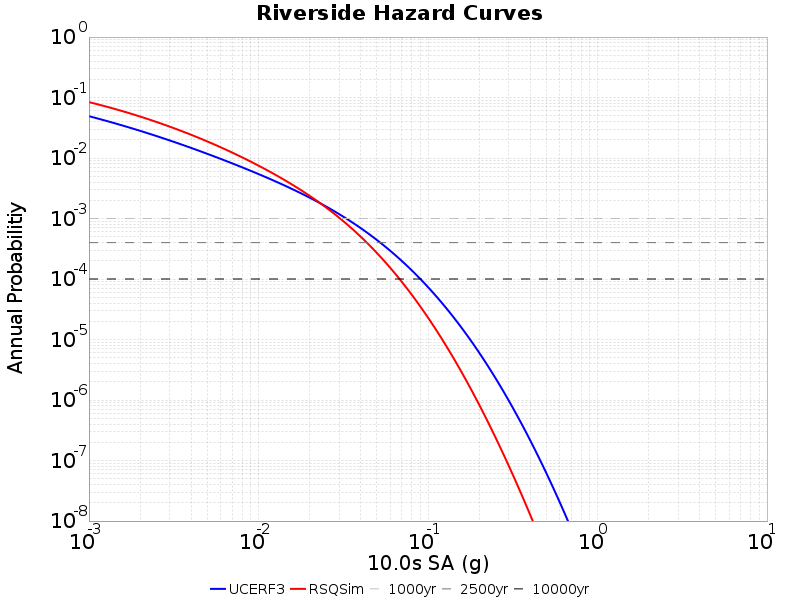 Riverside Hazard Curves
Annual Probabilitiy
10^0
10^-1
10^-2
10^-3
10^-4
10^-5
10^-6
10^-7
10^-8
10^-3 10^-2 10^-1 10^0 10^1
10.0s SA (g)
UCERF3 RSQSim 1000yr 2500yr 10000yr